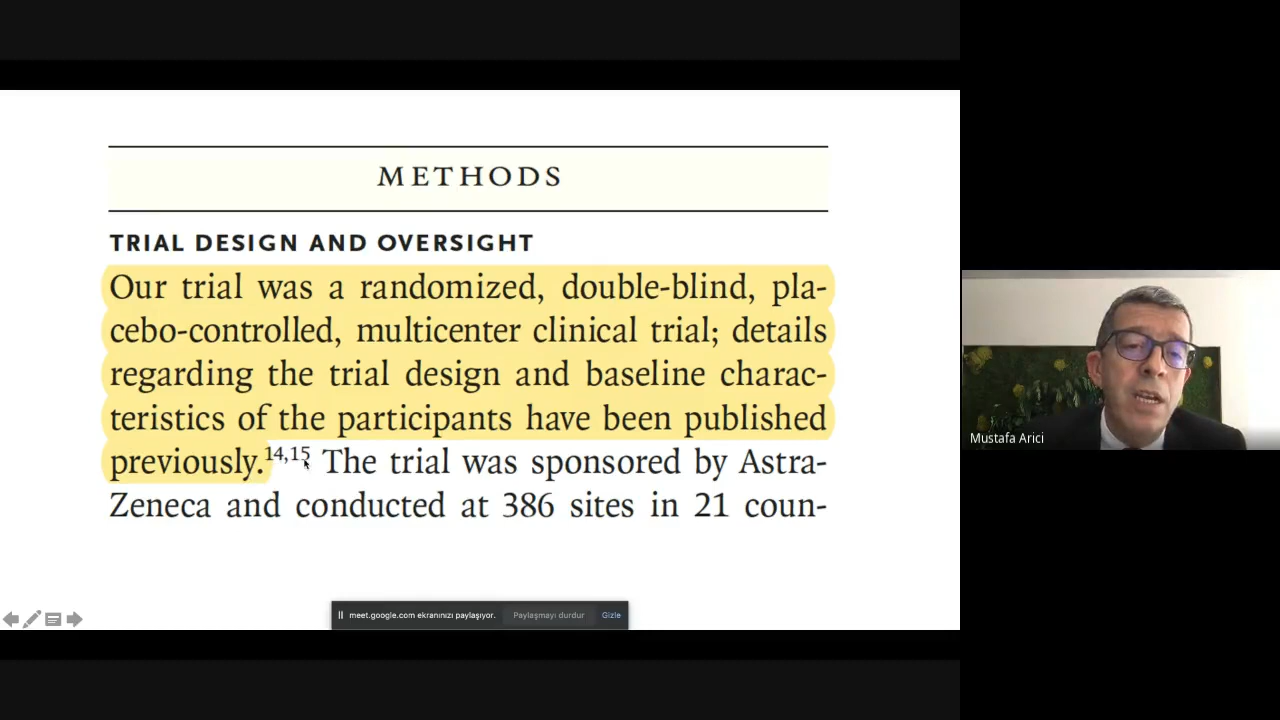 METHODS
TRIAL DESIGN AND OVERSIGHT
Our trial was a randomized, double-blind, pla-
cebo-controlled, multicenter clinical trial; details
regarding the trial design and baseline charac-
teristics of the participants have been published
previously.14,15 The trial was sponsored by Astra-
Zeneca and conducted at 386 sites in 21 coun-
meet.google.com ekranınızı paylaşıyor.
Paylaşmayı durdur
Gizle
Mustafa Arici